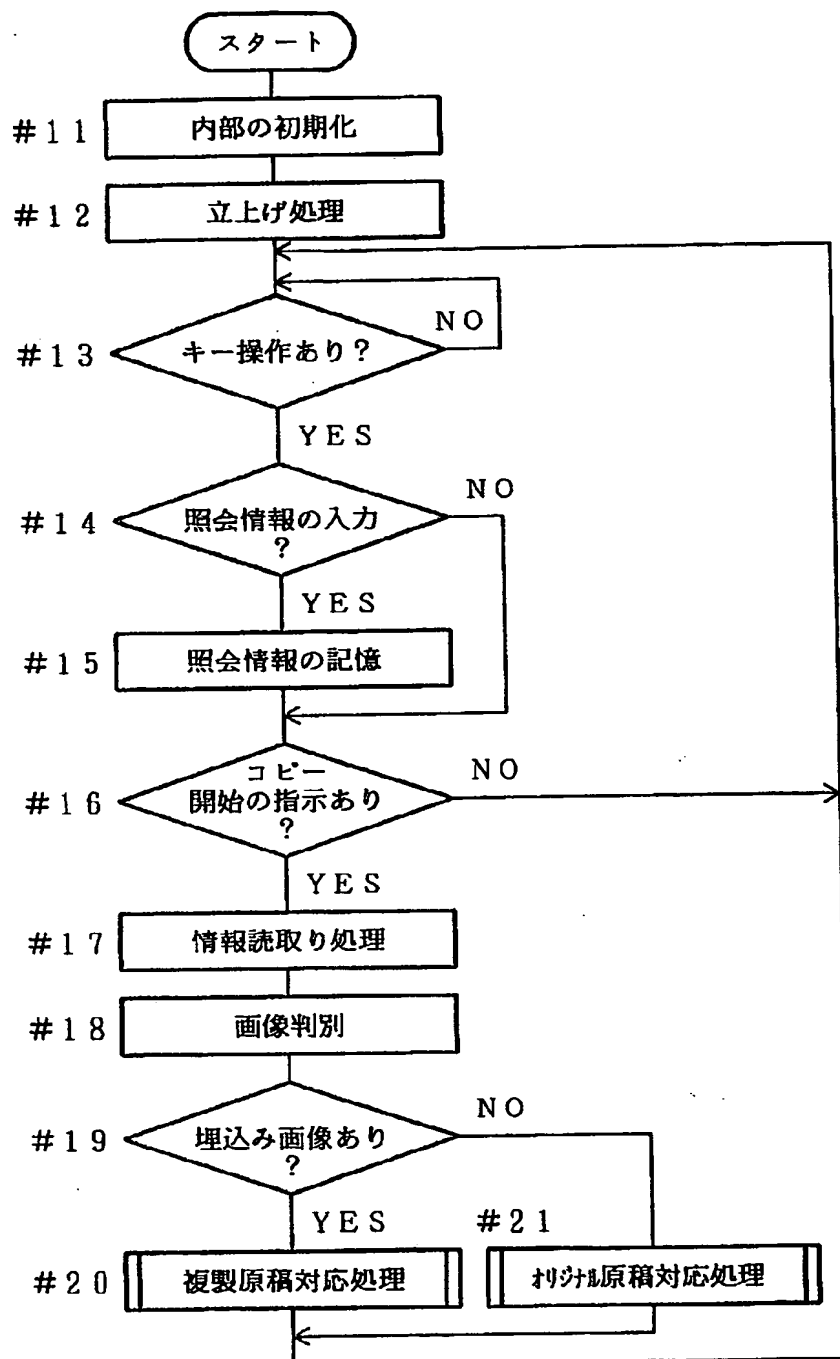 スタート
#11 内部の初期化
#12 立上げ処理
#13 キー操作あり?
NO
YES
#14 照会情報の入力
?
NO
YES
#15 照会情報の記憶
#16 コピー
開始の指示あり
?
NO
YES
#17 情報読取り処理
#18 画像判別
#19 埋込み画像あり
?
NO
YES
#20 複製原稿対応処理
#21 オリジナル原稿対応処理